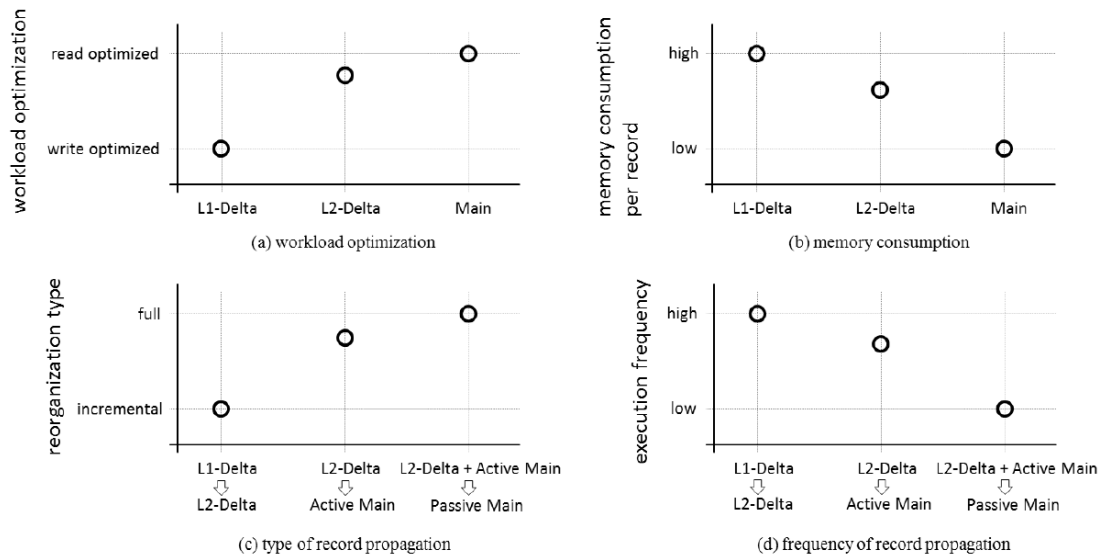 workload optimization
read optimized
write optimized
L1-Delta L2-Delta Main
(a) workload optimization
memory consumption
per record
high
low
L1-Delta L2-Delta Main
(b) memory consumption
reorganization type
full
incremental
L1-Delta L2-Delta L2-Delta + Active Main
L2-Delta Active Main Passive Main
(c) type of record propagation
execution frequency
high
low
L1-Delta L2-Delta L2-Delta + Active Main
L2-Delta Active Main Passive Main
(d) frequency of record propagation